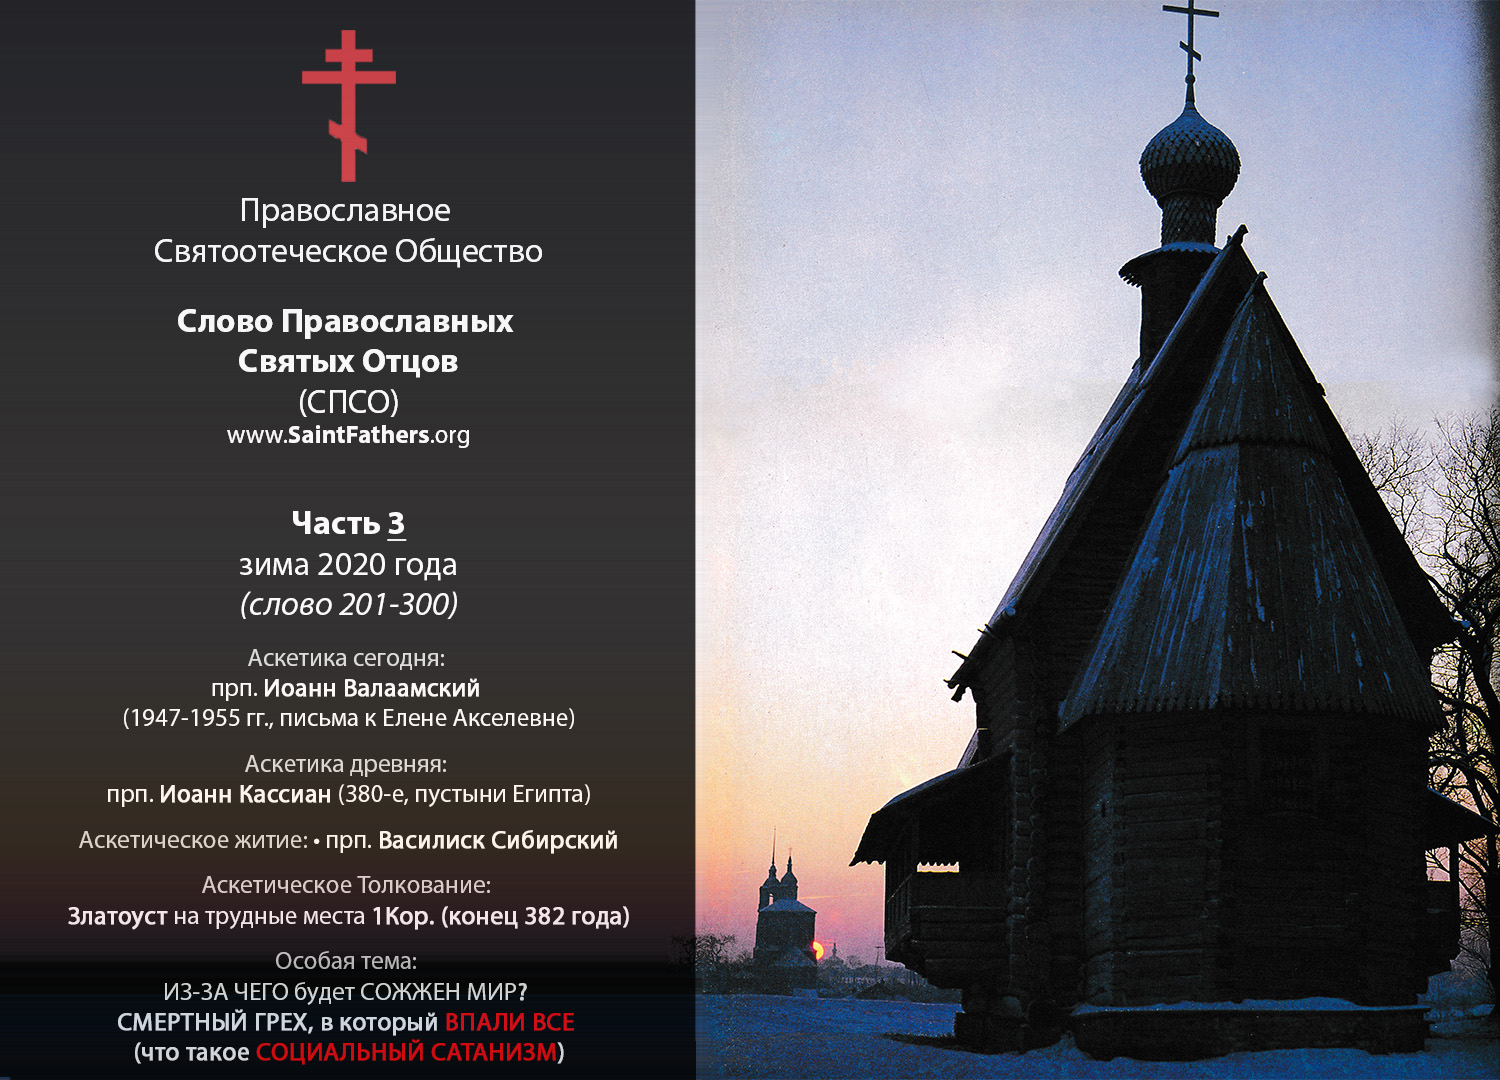 Православное
Святоотеческое Общество
Слово Православных
Святых Отцов
(СПСО)
www.SaintFathers.org
Часть 3
зима 2020 года
(слово 201-300)
Аскетика сегодня:
прп. Иоанн Валаамский
(1947-1955 гг., письма к Елене Акселевне)
Аскетика древняя:
прп. Иоанн Кассиан (380-е, пустыни Египта)
Аскетическое житие: • прп. Василиск Сибирский
Аскетическое Толкование:
Златоуст на трудные места 1Кор. (конец 382 года)
Особая тема:
ИЗ-ЗА ЧЕГО будет СОЖЖЕН МИР?
СМЕРТНЫЙ ГРЕХ, в который ВПАЛИ ВСЕ
(что такое СОЦИАЛЬНЫЙ САТАНИЗМ)